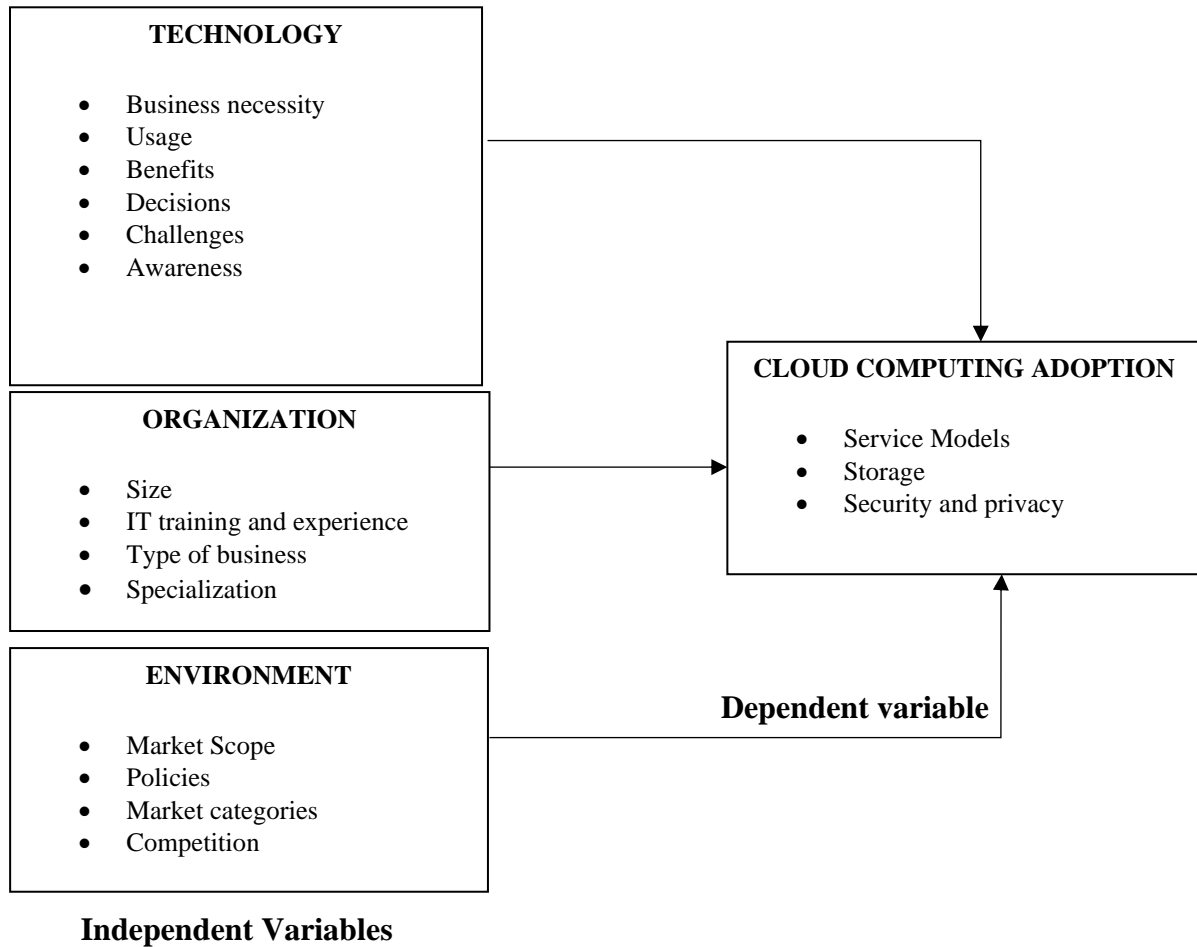 TECHNOLOGY
• Business necessity
• Usage
• Benefits
• Decisions
• Challenges
• Awareness
ORGANIZATION
• Size
• IT training and experience
• Type of business
• Specialization
ENVIRONMENT
• Market Scope
• Policies
• Market categories
• Competition
Independent Variables
CLOUD COMPUTING ADOPTION
• Service Models
• Storage
• Security and privacy
Dependent variable